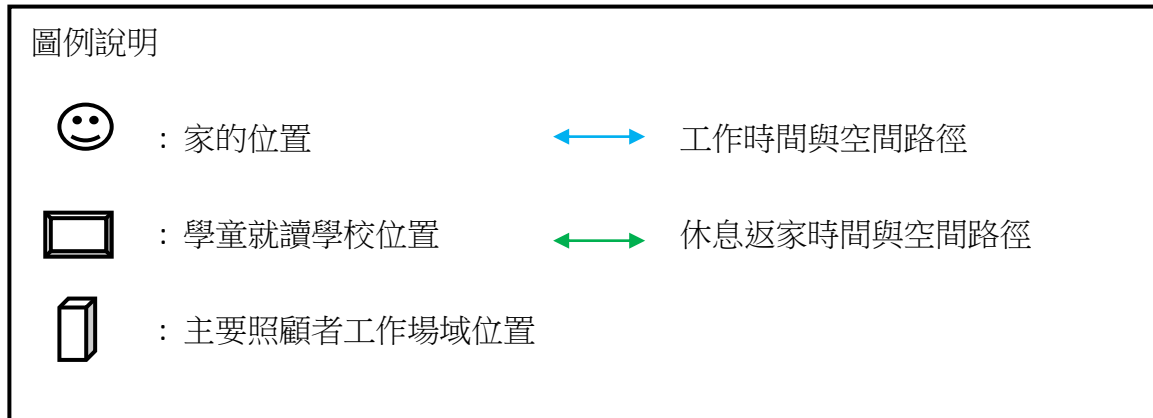 圖例說明
：家的位置 工作時間與空間路徑
：學童就讀學校位置 休息返家時間與空間路徑
：主要照顧者工作場域位置